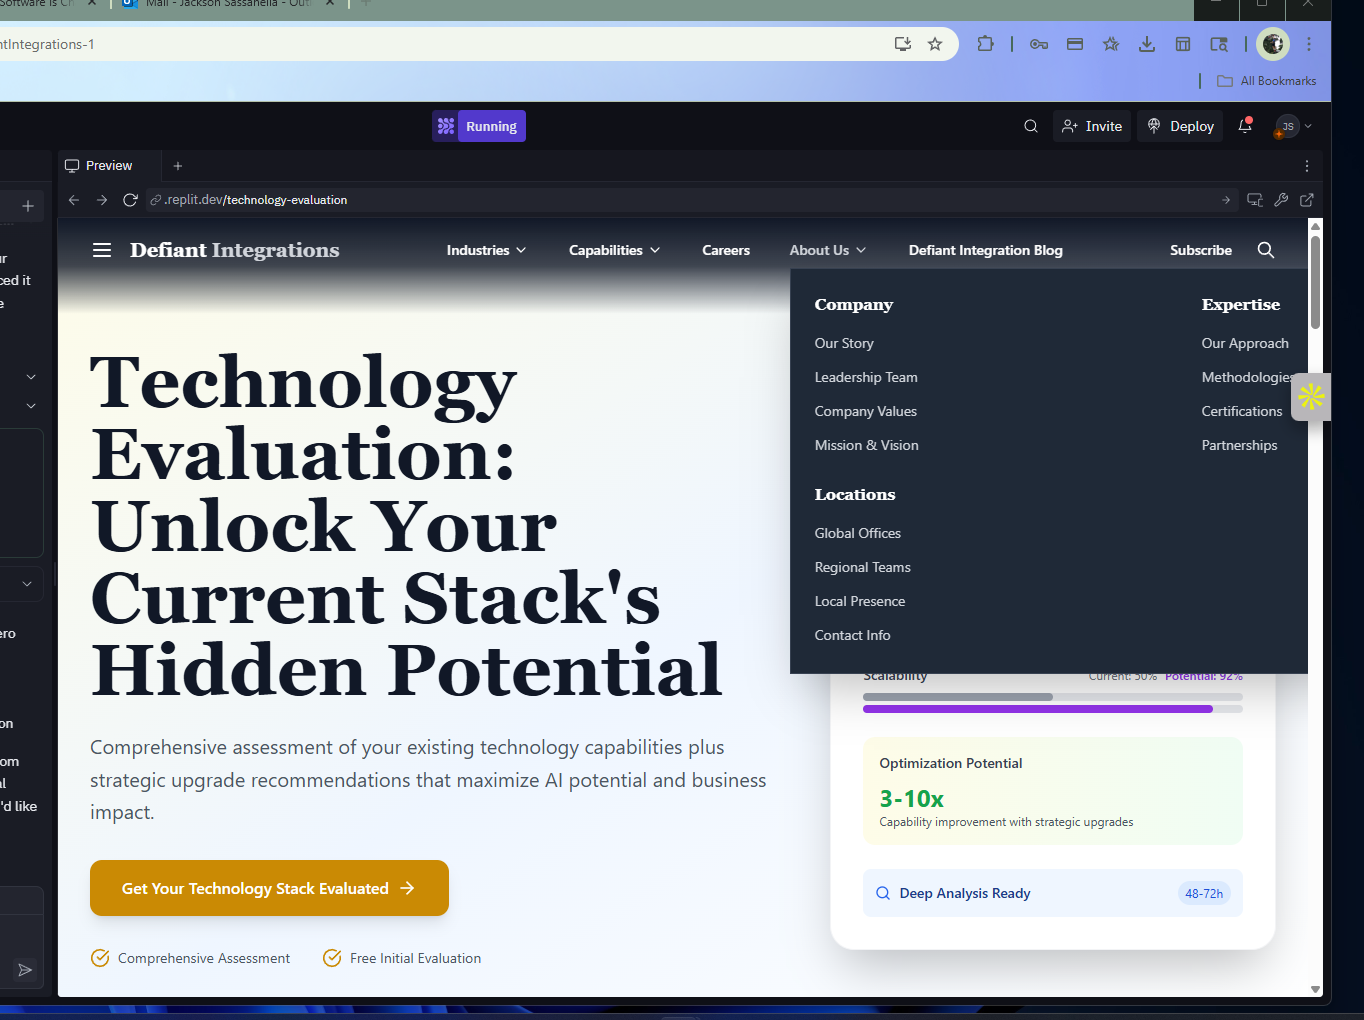 Software is Ch
Mail - Jackson Sassanella - Out
ntIntegrations-1
All Bookmarks
Running
Invite
Deploy
JS
Preview
.replit.dev/technology-evaluation
ur
ced it
e
ero
on
om
al
'd like
Defiant Integrations
Industries
Capabilities
Careers
About Us
Defiant Integration Blog
Subscribe
Company
Our Story
Leadership Team
Company Values
Mission & Vision
Expertise
Our Approach
Methodologies
Certifications
Partnerships
Locations
Global Offices
Regional Teams
Local Presence
Contact Info
Technology
Evaluation:
Unlock Your
Current Stack's
Hidden Potential
Comprehensive assessment of your existing technology capabilities plus
strategic upgrade recommendations that maximize AI potential and business
impact.
Get Your Technology Stack Evaluated
Comprehensive Assessment
Free Initial Evaluation
Scalability
Current: 50% Potential: 92%
Optimization Potential
3-10x
Capability improvement with strategic upgrades
Deep Analysis Ready
48-72h